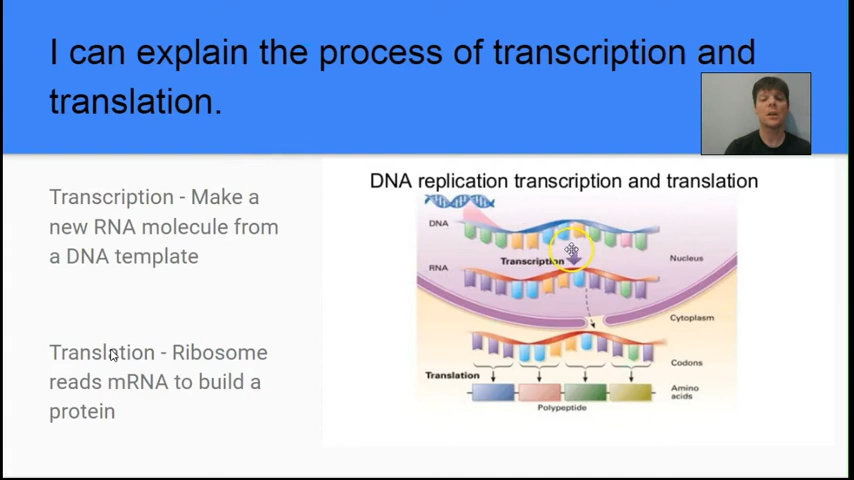 I can explain the process of transcription and
translation.
Transcription - Make a
new RNA molecule from
a DNA template
Translation - Ribosome
reads mRNA to build a
protein
DNA replication transcription and translation
DNA
Transcription
Nucleus
RNA
Cytoplasm
Codons
Translation
Amino
acids
Polypeptide